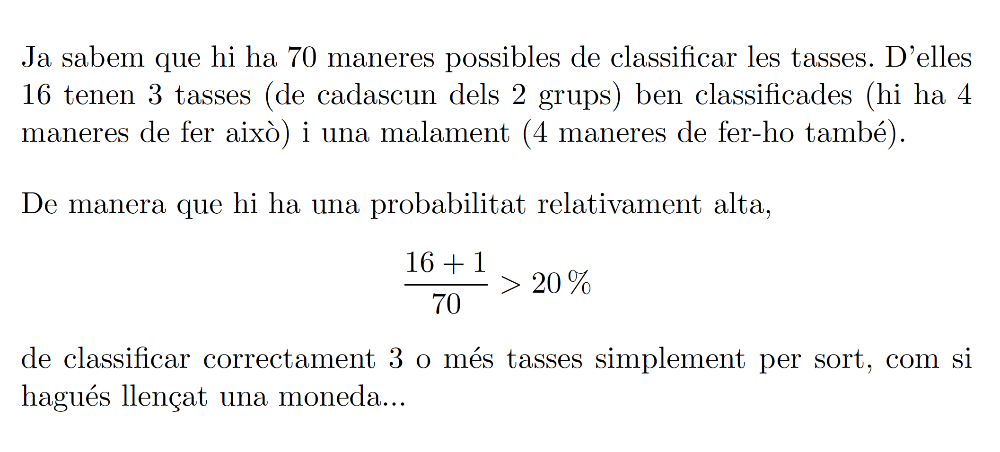 Ja sabem que hi ha 70 maneres possibles de classificar les tasses. D'elles
16 tenen 3 tasses (de cadascun dels 2 grups) ben classificades (hi ha 4
maneres de fer això) i una malament (4 maneres de fer-ho també).
De manera que hi ha una probabilitat relativament alta,
16 + 1
70
> 20 %
de classificar correctament 3 o més tasses simplement per sort, com si
hagués llençat una moneda...